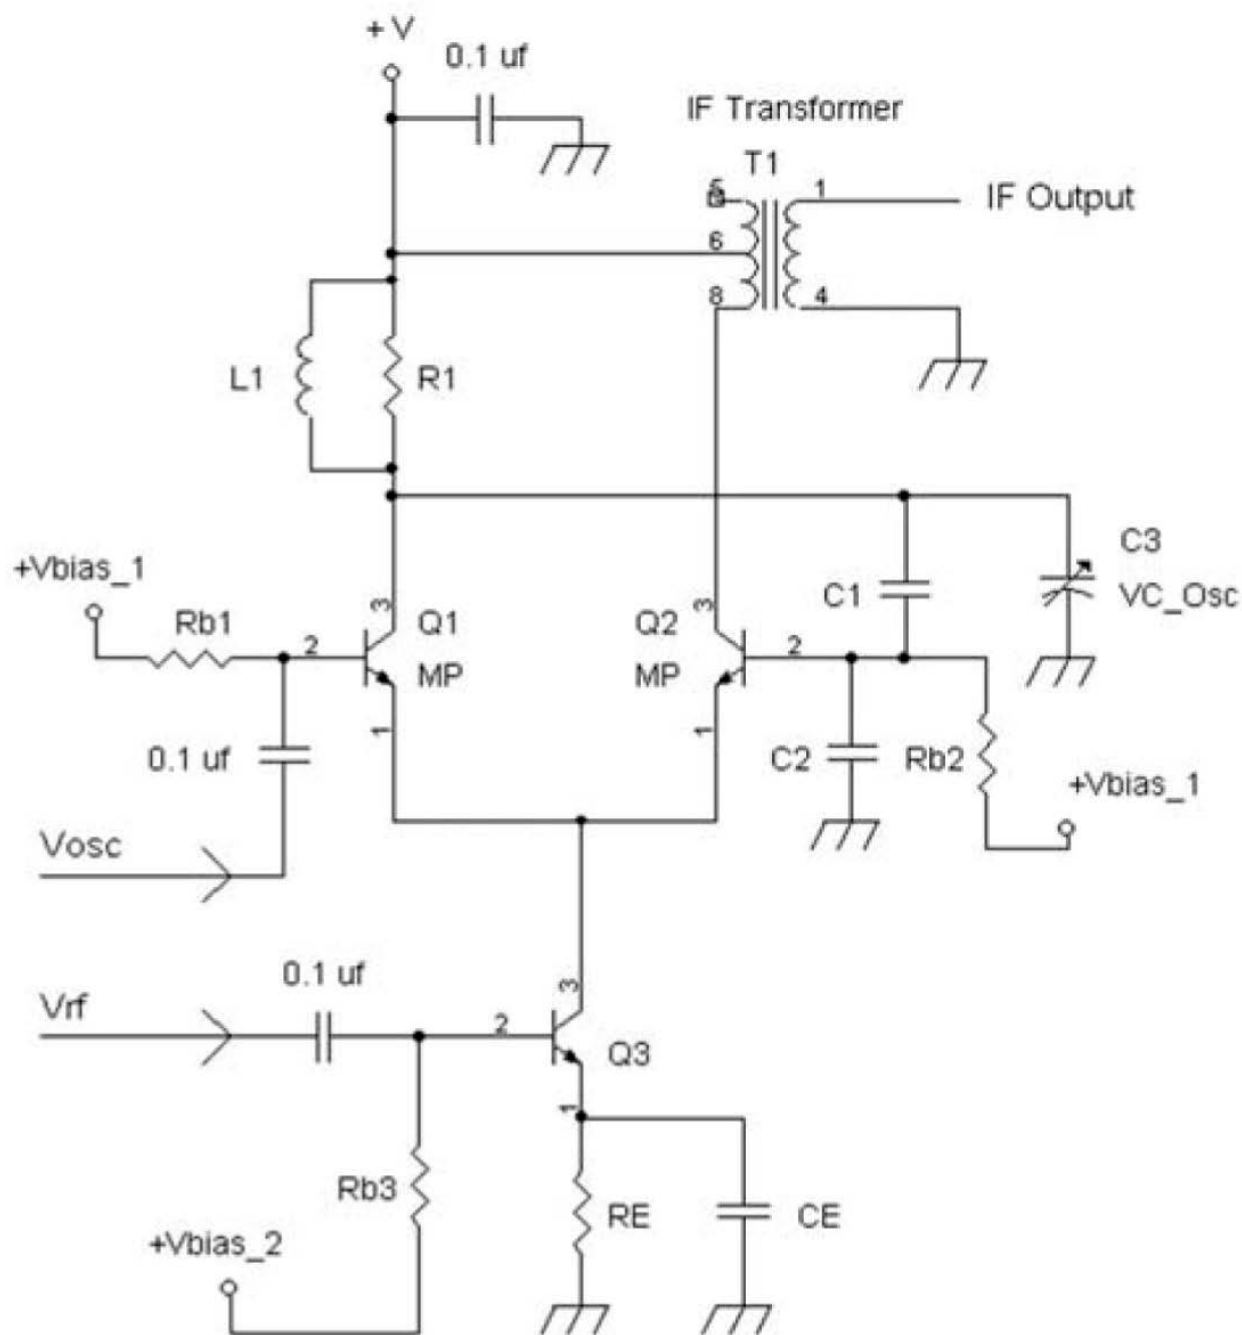 +V
0.1 uf
IF Transformer
T1
5
1
IF Output
6
8
4
L1
R1
C3
VC_Osc
+Vbias_1
Rb1
3
Q1
2
MP
3
Q2
2
MP
C1
1
1
0.1 uf
C2
Rb2
+Vbias_1
Vosc
0.1 uf
Vrf
3
2
Q3
1
Rb3
RE
CE
+Vbias_2